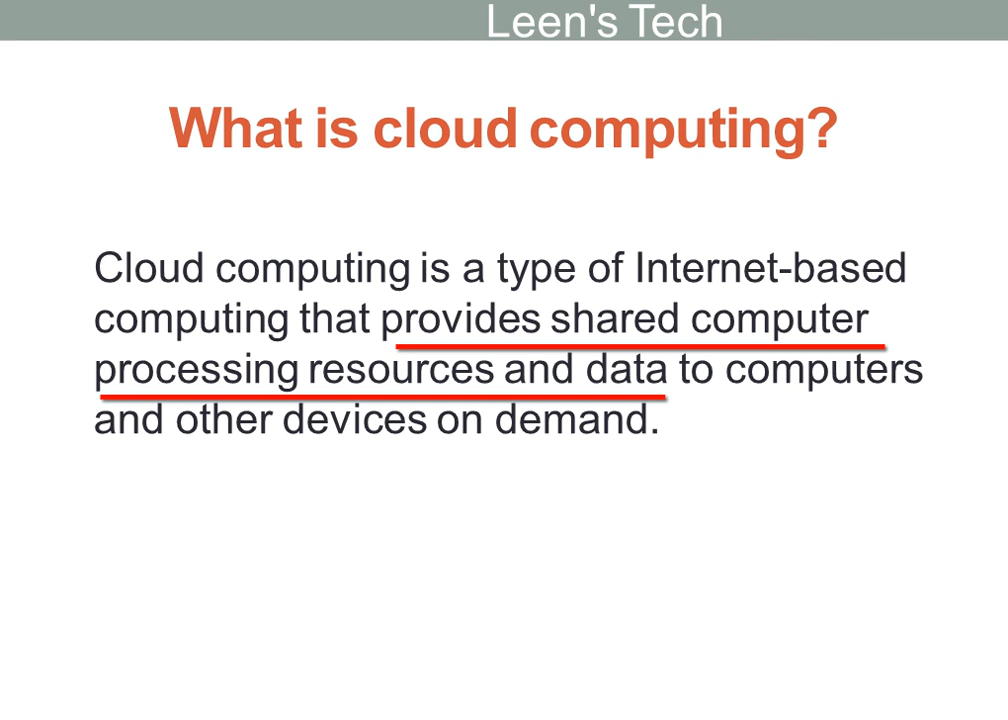 Leen's Tech
What is cloud computing?
Cloud computing is a type of Internet-based
computing that provides shared computer
processing resources and data to computers
and other devices on demand.